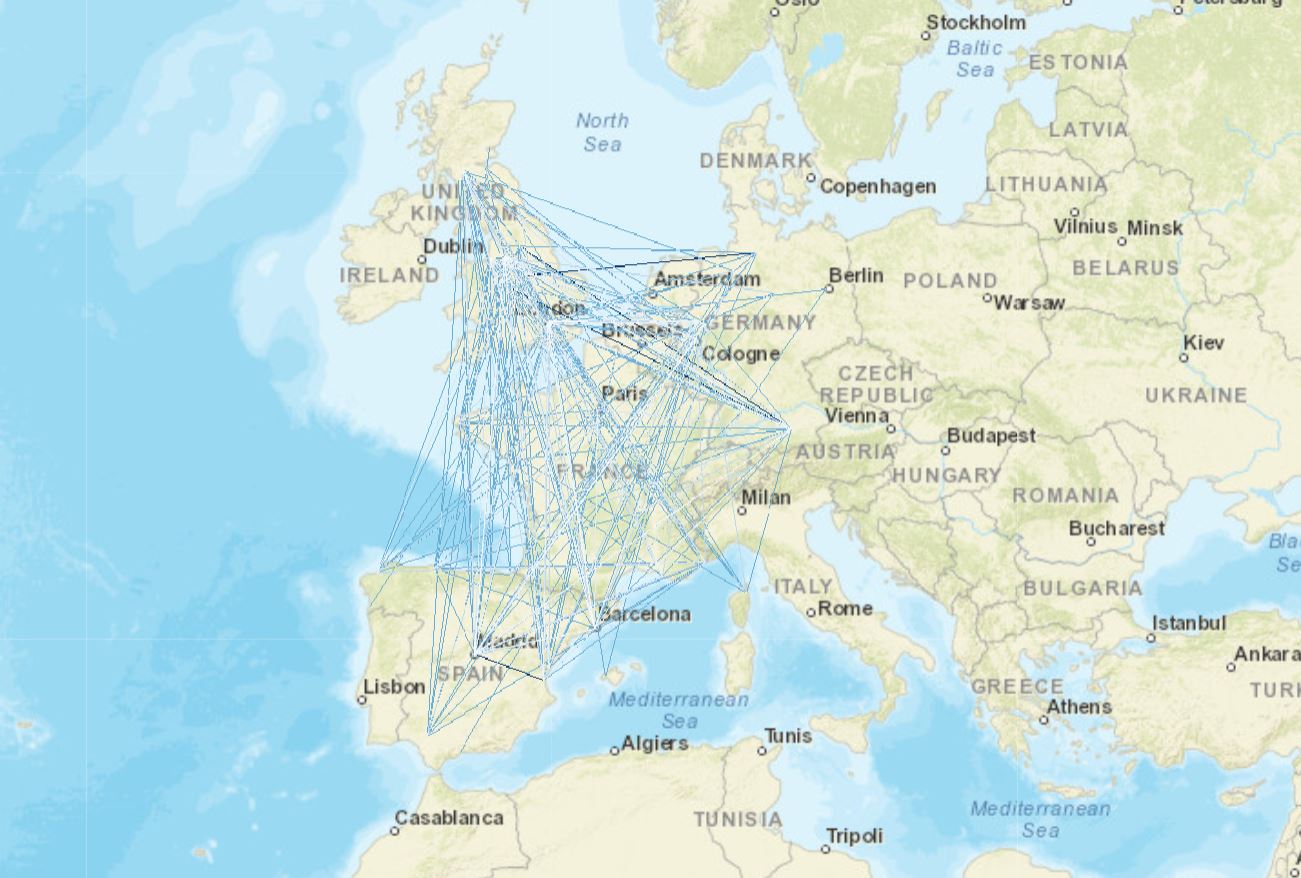 Oslo
Petersburg
Stockholm
Baltic
Sea
ESTONIA
North
Sea
LATVIA
DENMARK
Copenhagen
LITHUANIA
UNITED
KINGDOM
Vilnius
Minsk
Dublin
IRELAND
BELARUS
Amsterdam
Berlin
POLAND
Warsaw
London
Brussels
GERMANY
Kiev
Cologne
CZECH
REPUBLIC
Paris
UKRAINE
Vienna
Budapest
AUSTRIA
FRANCE
HUNGARY
Milan
ROMANIA
Bucharest
Bla
Se
ITALY
BULGARIA
Rome
Barcelona
Istanbul
Madrid
Ankara
SPAIN
Lisbon
GREECE
TURK
Mediterranean
Sea
Athens
Algiers
Tunis
Casablanca
TUNISIA
Mediterranean
Sea
Tripoli